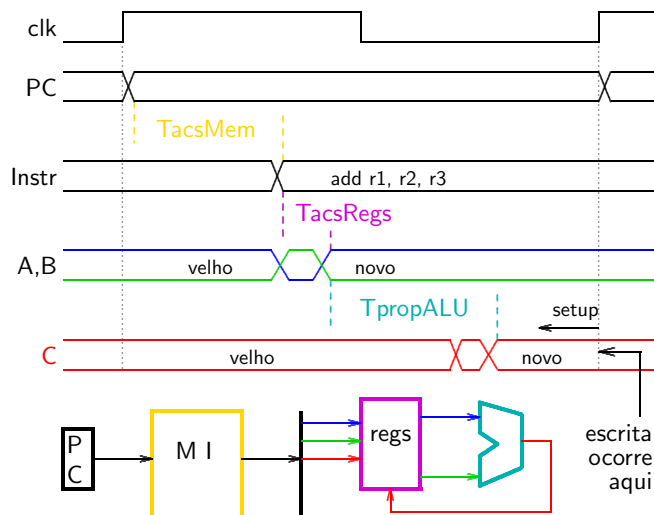 clk
PC
TacsMem
Instr
add r1, r2, r3
TacsRegs
A,B
velho
novo
TpropALU
setup
C
velho
novo
P
C
M I
regs
escrita
ocorre
aqui